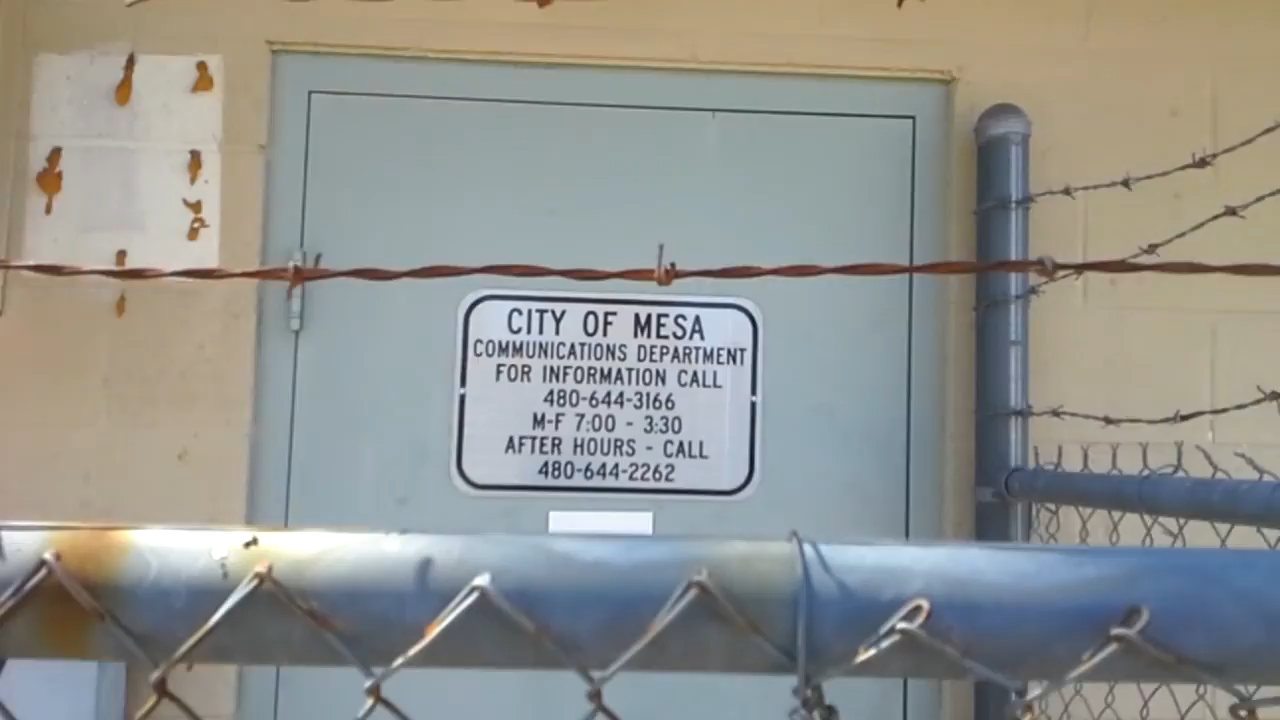 CITY OF MESA
COMMUNICATIONS DEPARTMENT
FOR INFORMATION CALL
480-644-3166
M-F 7:00 - 3:30
AFTER HOURS - CALL
480-644-2262